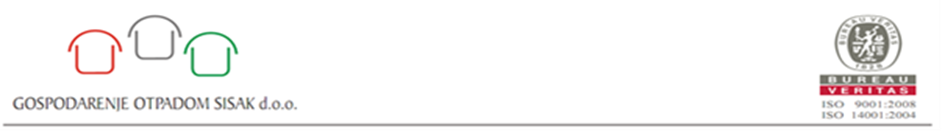 GOSPODARENJE OTPADOM SISAK d.o.o.
BUREAU VERITAS
1828
BUREAU
VERITAS
ISO 9001:2008
ISO 14001:2004